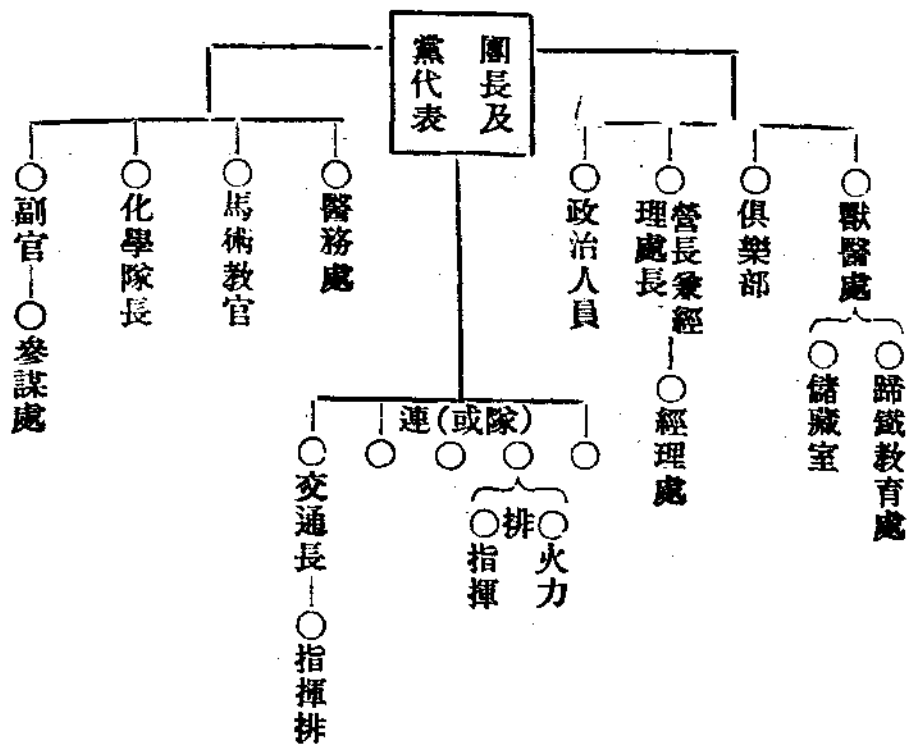 團長及
黨代表
獸醫處
蹄鐵教育處
儲藏室
俱樂部
營長兼經
理處長
經理處
政治人員
醫務處
馬術教官
化學隊長
副官
參謀處
連(或隊)
排
火力
指揮
交通長
指揮排